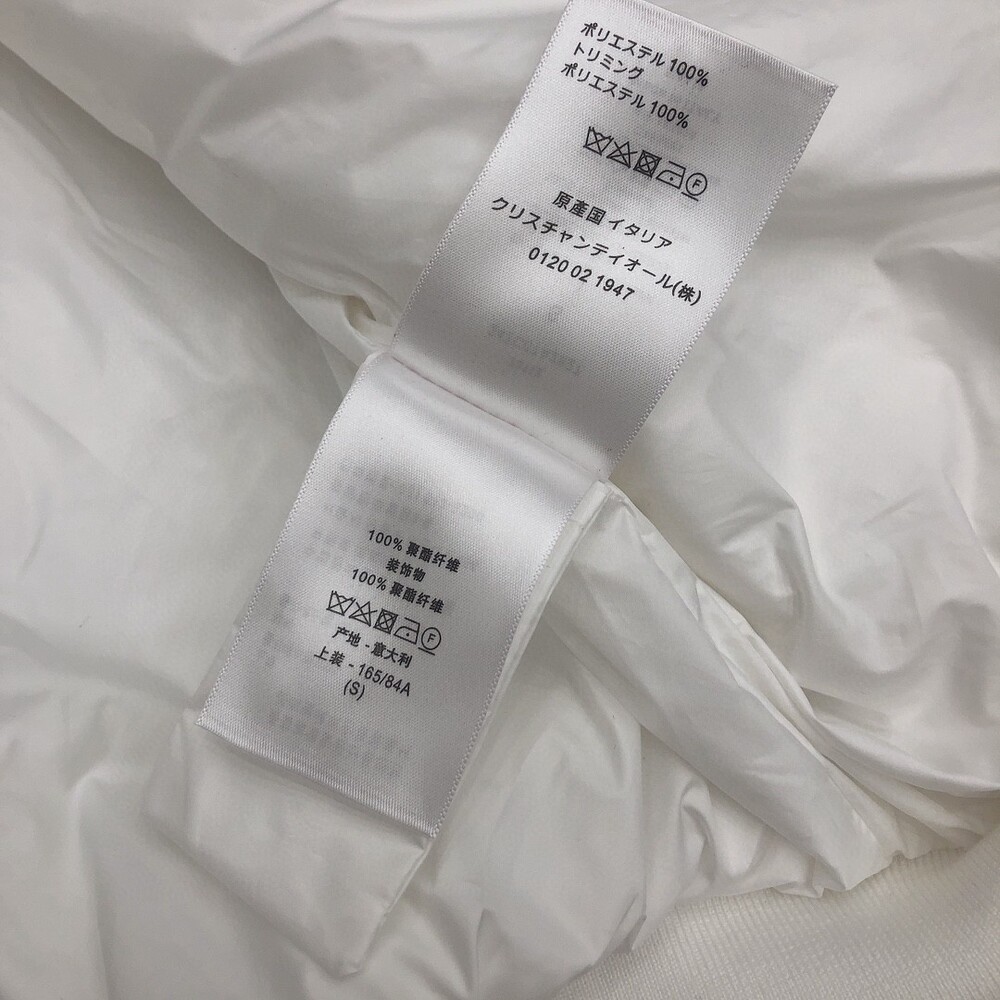 ポリエステル 100%
トリミング
ポリエステル 100%
F
原産国 イタリア
クリスチャンディオール(株)
0120 02 1947
100% 聚酯纤维
装饰物
100% 聚酯纤维
F
产地 - 意大利
上装 - 165/84A
(S)